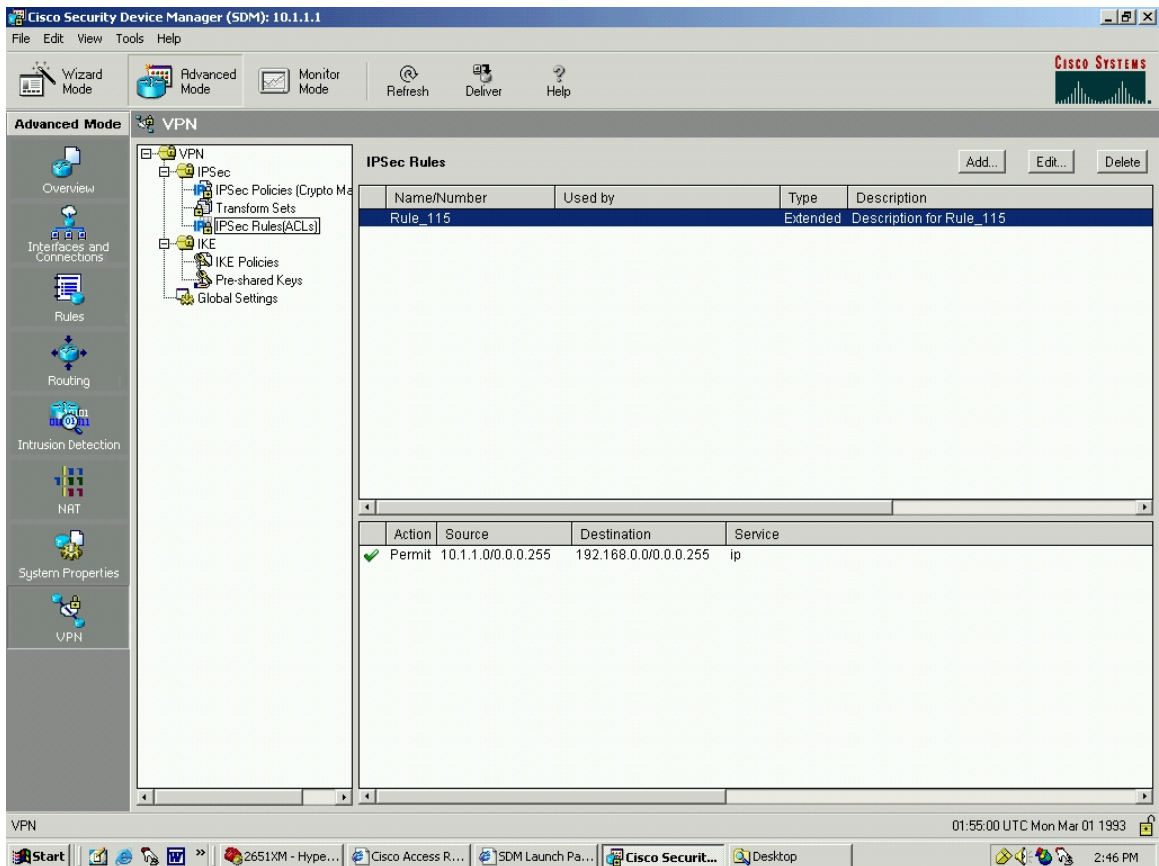 Cisco Security Device Manager (SDM): 10.1.1.1
File Edit View Tools Help
Wizard Mode
Advanced Mode
Monitor Mode
Refresh
Deliver
Help
CISCO SYSTEMS
Advanced Mode
VPN
Overview
Interfaces and Connections
Rules
Routing
Intrusion Detection
NAT
System Properties
VPN
VPN
IPSec
IPSec Policies (Crypto Ma
Transform Sets
IPSec Rules(ACLs)
IKE
IKE Policies
Pre-shared Keys
Global Settings
IPSec Rules
Add... Edit... Delete
Name/Number Used by Type Description
Rule_115 Extended Description for Rule_115
Action Source Destination Service
Permit 10.1.1.0/0.0.0.255 192.168.0.0/0.0.0.255 ip
VPN
01:55:00 UTC Mon Mar 01 1993
Start » 2651XM - Hype... Cisco Access R... SDM Launch Pa... Cisco Securit... Desktop 2:46 PM